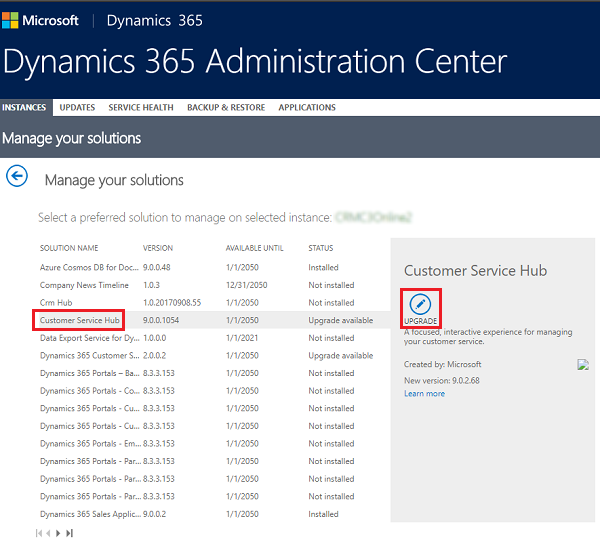 Microsoft | Dynamics 365
Dynamics 365 Administration Center
INSTANCES UPDATES SERVICE HEALTH BACKUP & RESTORE APPLICATIONS
Manage your solutions
Manage your solutions
Select a preferred solution to manage on selected instance:
SOLUTION NAME VERSION AVAILABLE UNTIL STATUS
Azure Cosmos DB for Doc... 9.0.0.48 1/1/2050 Installed
Company News Timeline 1.0.3 12/31/2050 Not installed
Crm Hub 1.0.20170908.55 1/1/2050 Not installed
Customer Service Hub 9.0.0.1054 1/1/2050 Upgrade available
Data Export Service for Dy... 1.0.0.0 1/1/2021 Not installed
Dynamics 365 Customer S... 2.0.0.2 1/1/2050 Upgrade available
Dynamics 365 Portals – Ba... 8.3.3.153 1/1/2050 Not installed
Dynamics 365 Portals - Co... 8.3.3.153 1/1/2050 Not installed
Dynamics 365 Portals - Cu... 8.3.3.153 1/1/2050 Not installed
Dynamics 365 Portals - Cu... 8.3.3.153 1/1/2050 Not installed
Dynamics 365 Portals - Em... 8.3.3.153 1/1/2050 Not installed
Dynamics 365 Portals - Par... 8.3.3.153 1/1/2050 Not installed
Dynamics 365 Portals - Par... 8.3.3.153 1/1/2050 Not installed
Dynamics 365 Portals - Par... 8.3.3.153 1/1/2050 Not installed
Dynamics 365 Sales Applic... 9.0.0.2 1/1/2050 Installed
Customer Service Hub
UPGRADE
A focused, interactive experience for managing
your customer service.
Created by: Microsoft
New version: 9.0.2.68
Learn more